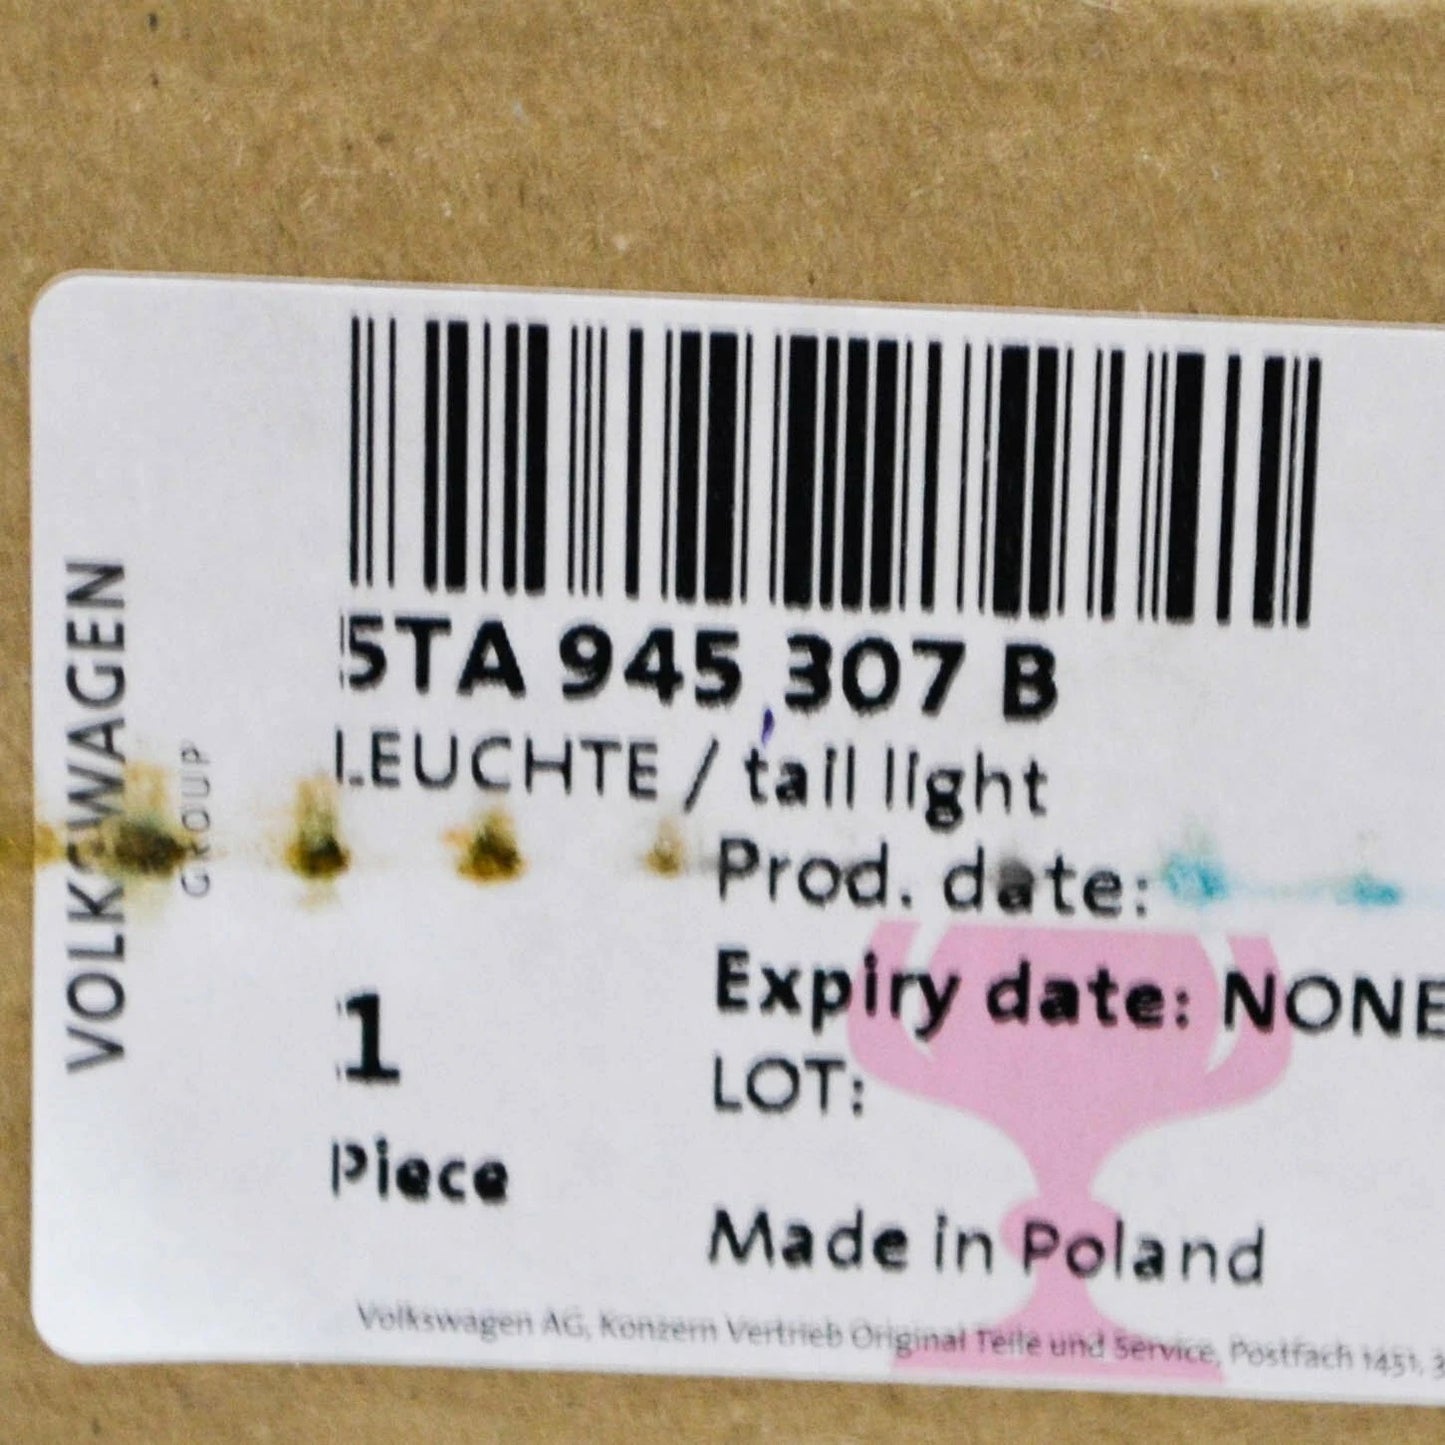 VOLKSWAGEN
GROUP
5TA 945 307 B
LEUCHTE / tail light
Prod. date:
Expiry date: NONE
LOT:
1
Piece
Made in Poland
Volkswagen AG, Konzern Vertrieb Original Teile und Service, Postfach 1451, 3